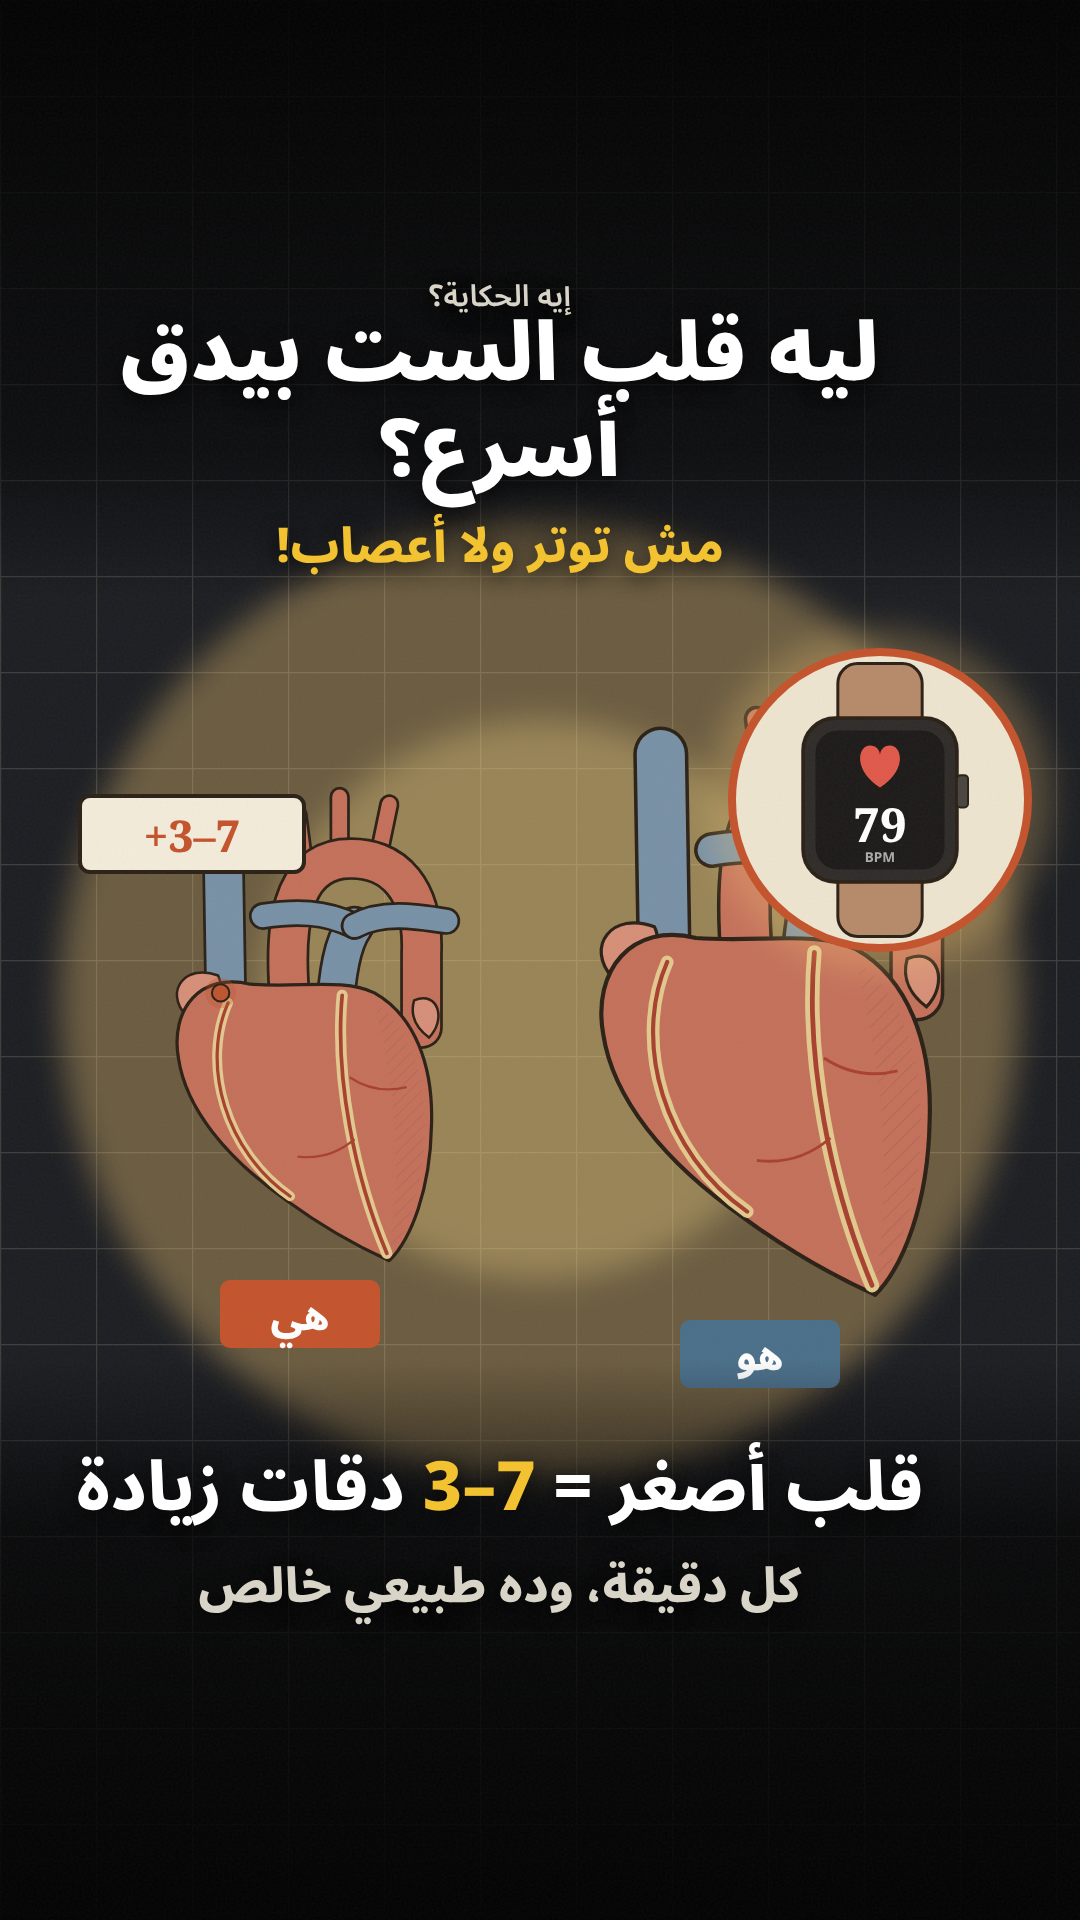 إيه الحكاية؟
ليه قلب الست بيدق
أسرع؟
مش توتر ولا أعصاب!
79
BPM
+3–7
هي
هو
قلب أصغر = 3–7 دقات زيادة
كل دقيقة، وده طبيعي خالص